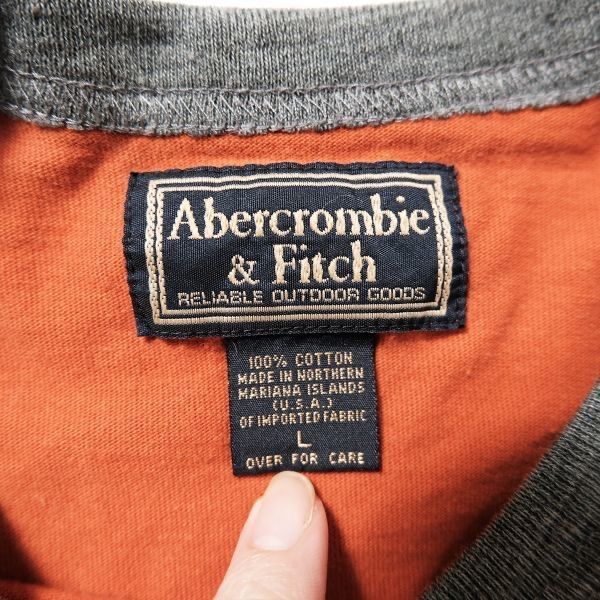 Abercrombie
& Fitch
RELIABLE OUTDOOR GOODS
100% COTTON
MADE IN NORTHERN
MARIANA ISLANDS
(U.S.A.)
OF IMPORTED FABRIC
L
OVER FOR CARE